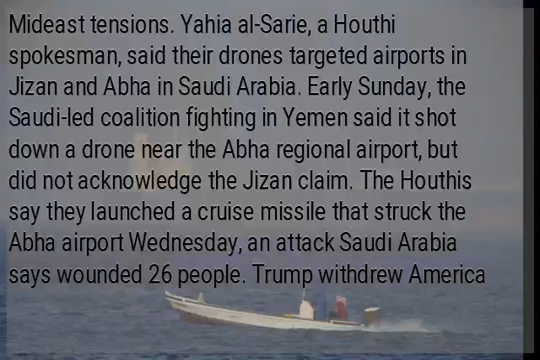 Mideast tensions. Yahia al-Sarie, a Houthi
spokesman, said their drones targeted airports in
Jizan and Abha in Saudi Arabia. Early Sunday, the
Saudi-led coalition fighting in Yemen said it shot
down a drone near the Abha regional airport, but
did not acknowledge the Jizan claim. The Houthis
say they launched a cruise missile that struck the
Abha airport Wednesday, an attack Saudi Arabia
says wounded 26 people. Trump withdrew America